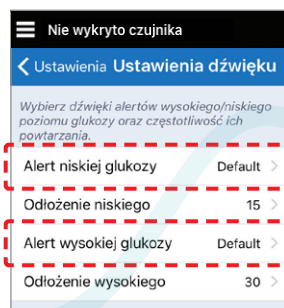 Nie wykryto czujnika
Ustawienia Ustawienia dźwięku
Wybierz dźwięki alertów wysokiego/niskiego
poziomu glukozy oraz częstotliwość ich
powtarzania.
Alert niskiej glukozy Default
Odłożenie niskiego 15
Alert wysokiej glukozy Default
Odłożenie wysokiego 30